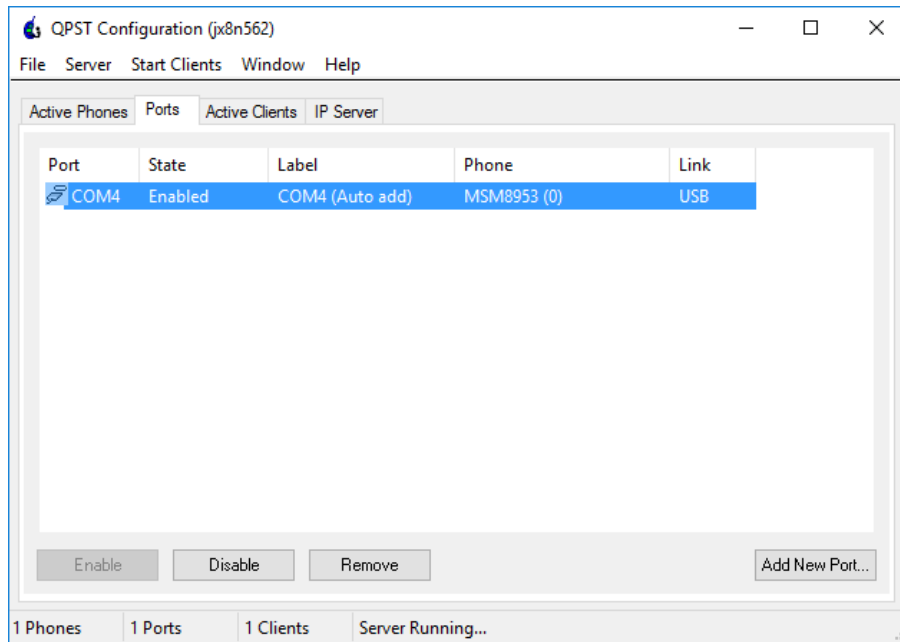 QPST Configuration (jx8n562)
File Server Start Clients Window Help
Active Phones Ports Active Clients IP Server
Port State Label Phone Link
COM4 Enabled COM4 (Auto add) MSM8953 (0) USB
Enable Disable Remove Add New Port...
1 Phones 1 Ports 1 Clients Server Running...